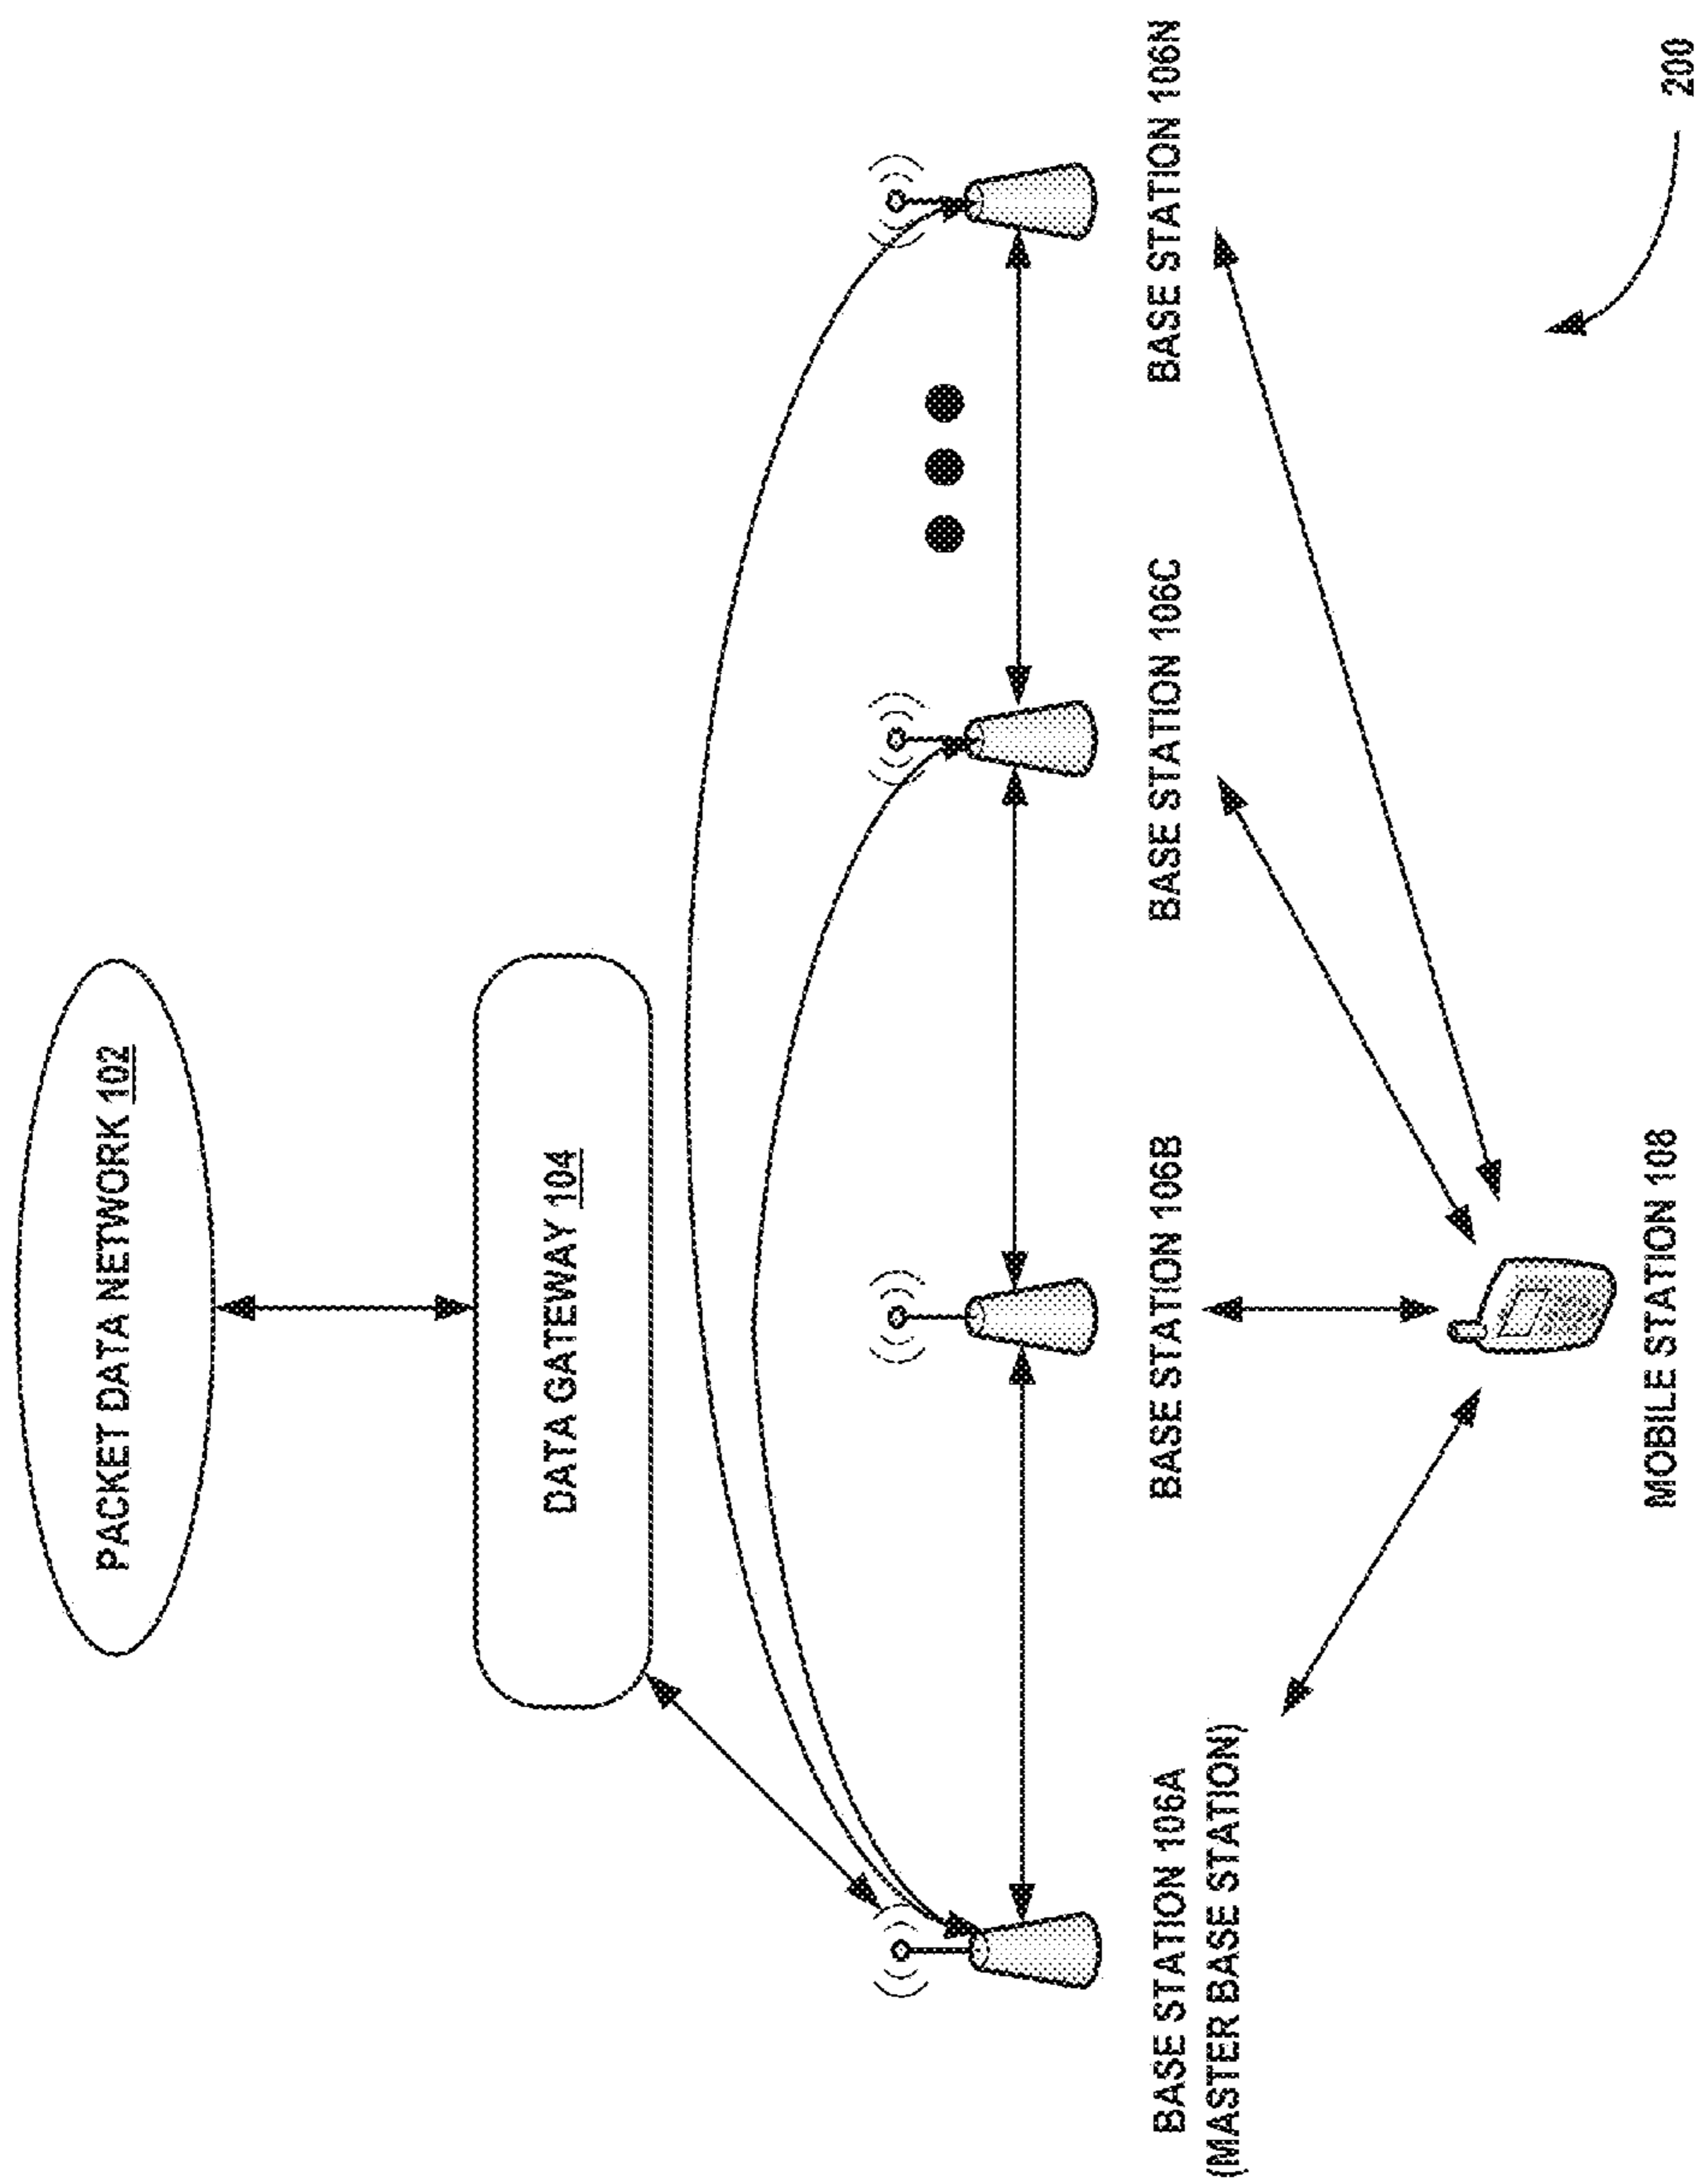 PACKET DATA NETWORK 102
DATA GATEWAY 104
BASE STATION 106A
(MASTER BASE STATION)
BASE STATION 106B
BASE STATION 106C
BASE STATION 106N
MOBILE STATION 108
200